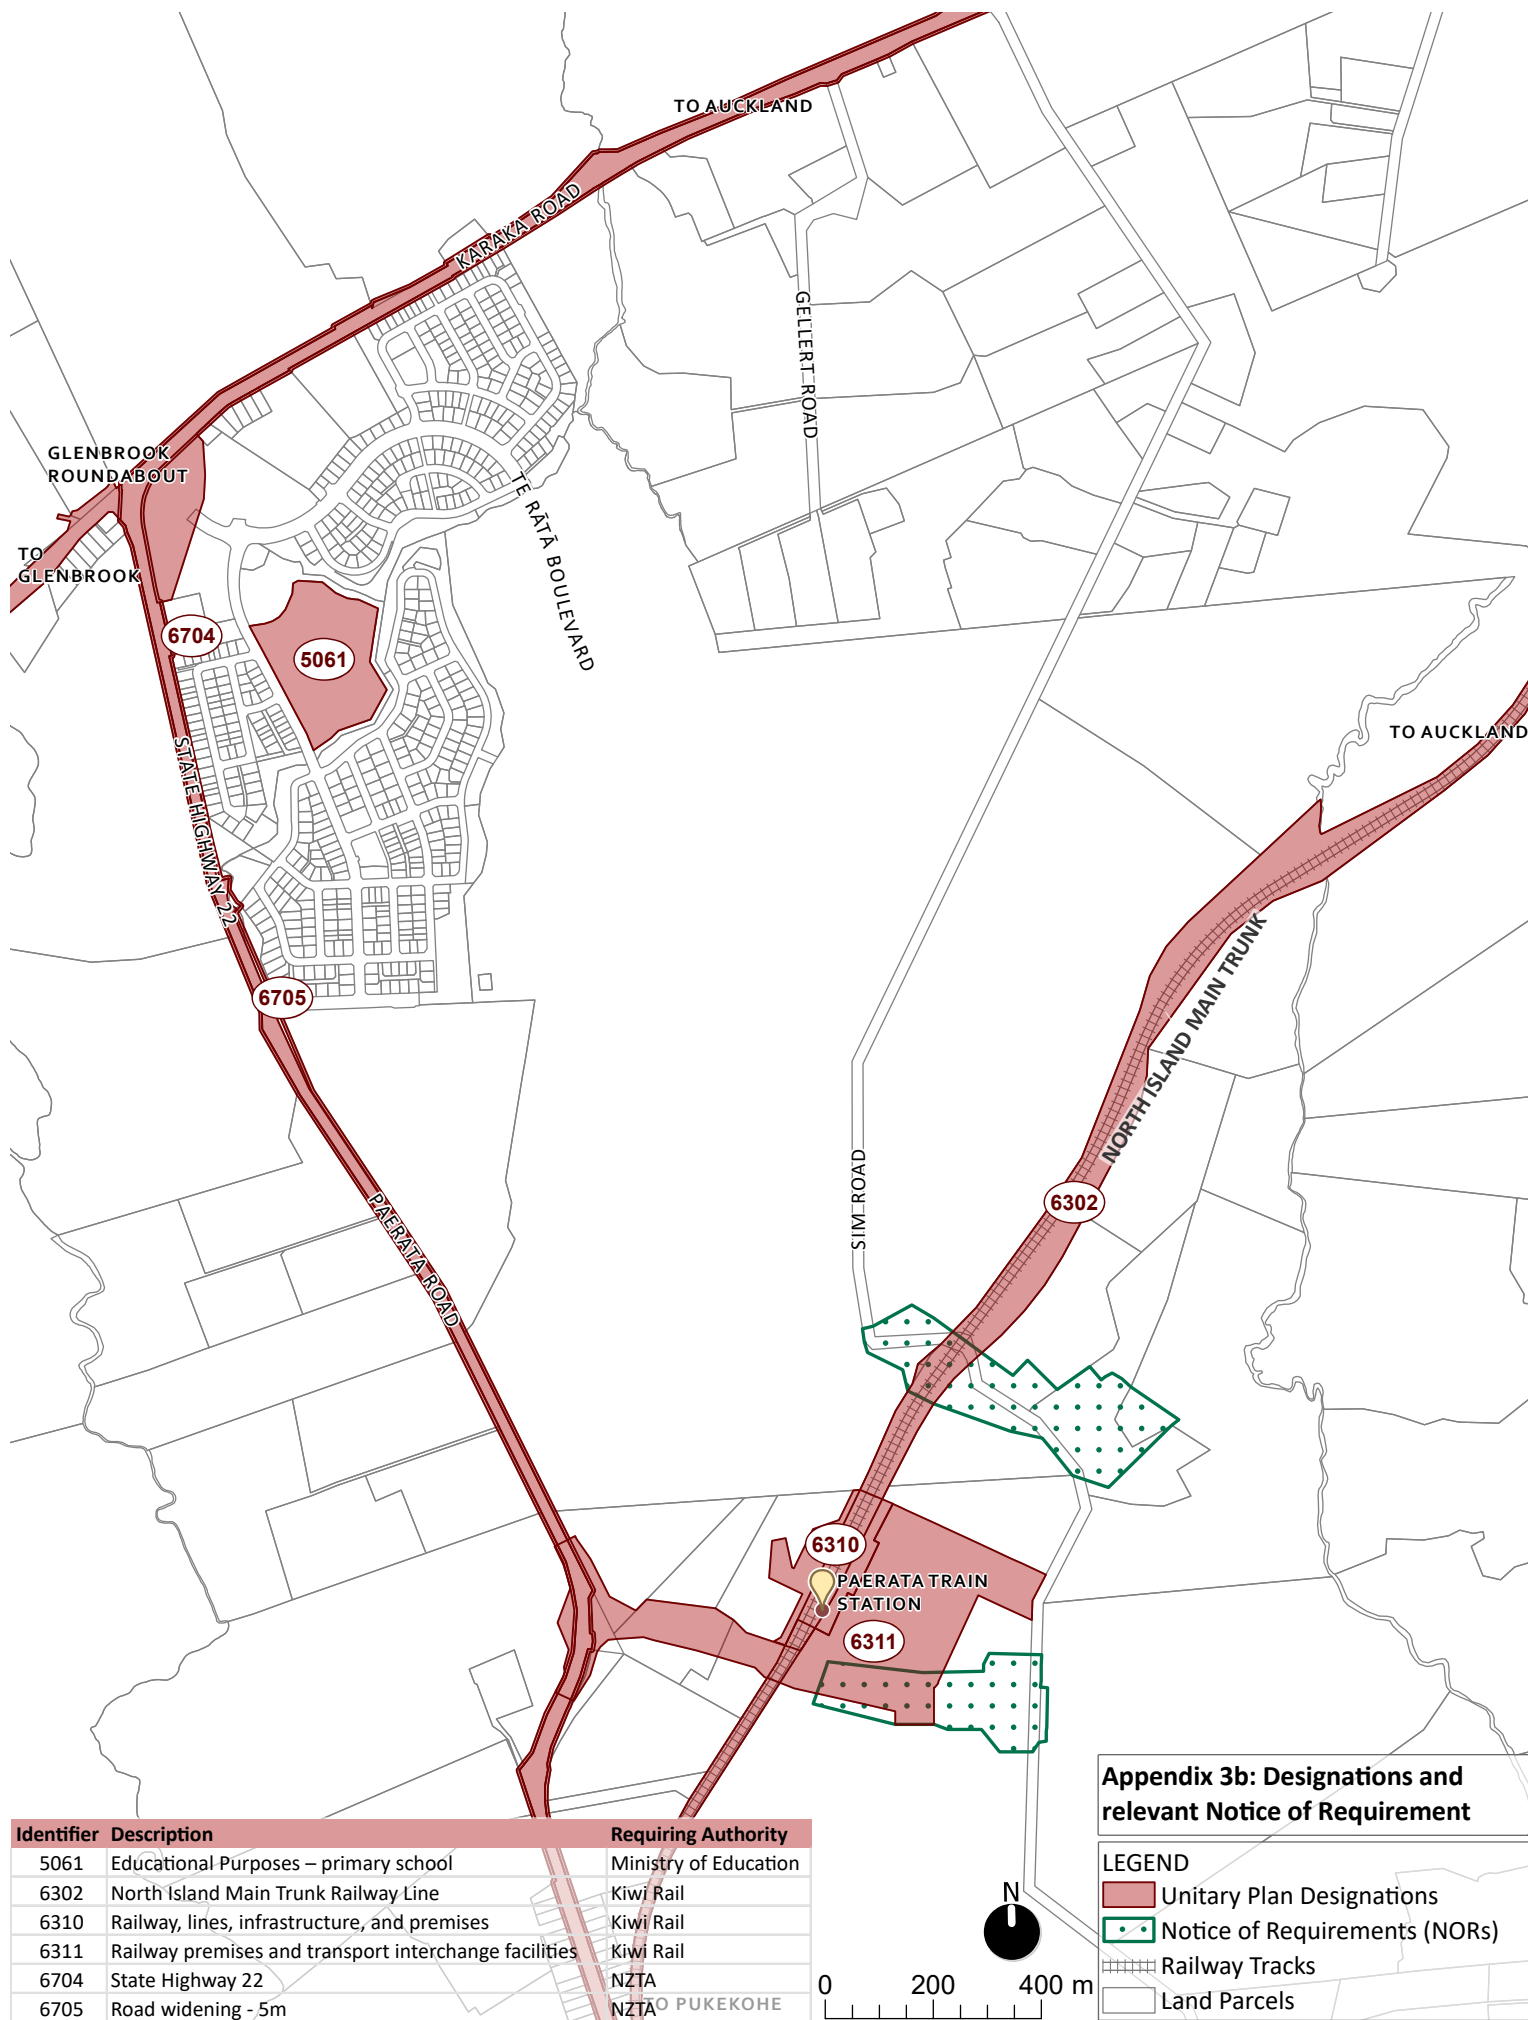 TO AUCKLAND
KARAKA ROAD
GELLERT ROAD
GLENBROOK
ROUNDABOUT
TE RĀTĀ BOULEVARD
TO
GLENBROOK
6704
5061
TO AUCKLAND
STATE HIGHWAY 22
NORTH ISLAND MAIN TRUNK
6705
SIM ROAD
6302
PAERATA ROAD
6310
PAERATA TRAIN
STATION
6311
Appendix 3b: Designations and
relevant Notice of Requirement
Identifier Description Requiring Authority
5061 Educational Purposes – primary school Ministry of Education
6302 North Island Main Trunk Railway Line Kiwi Rail
6310 Railway, lines, infrastructure, and premises Kiwi Rail
6311 Railway premises and transport interchange facilities Kiwi Rail
6704 State Highway 22 NZTA
6705 Road widening - 5m NZTA
TO PUKEKOHE
N
0 200 400 m
LEGEND
Unitary Plan Designations
Notice of Requirements (NORs)
Railway Tracks
Land Parcels